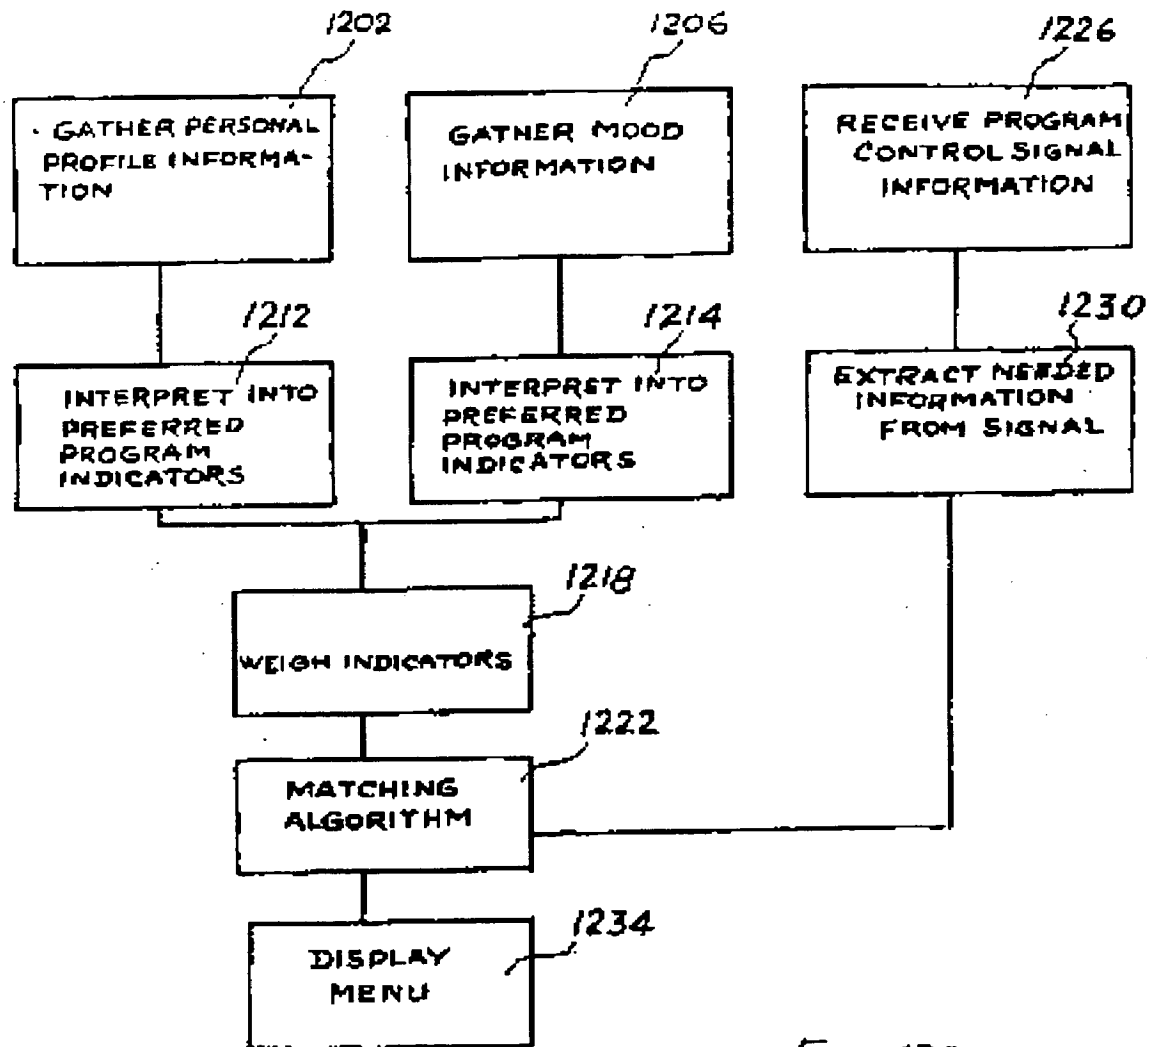 1202
1206
1226
GATHER PERSONAL
PROFILE INFORMA-
TION
GATHER MOOD
INFORMATION
RECEIVE PROGRAM
CONTROL SIGNAL
INFORMATION
1212
1214
1230
INTERPRET INTO
PREFERRED
PROGRAM
INDICATORS
INTERPRET INTO
PREFERRED
PROGRAM
INDICATORS
EXTRACT NEEDED
INFORMATION
FROM SIGNAL
1218
WEIGH INDICATORS
1222
MATCHING
ALGORITHM
1234
DISPLAY
MENU